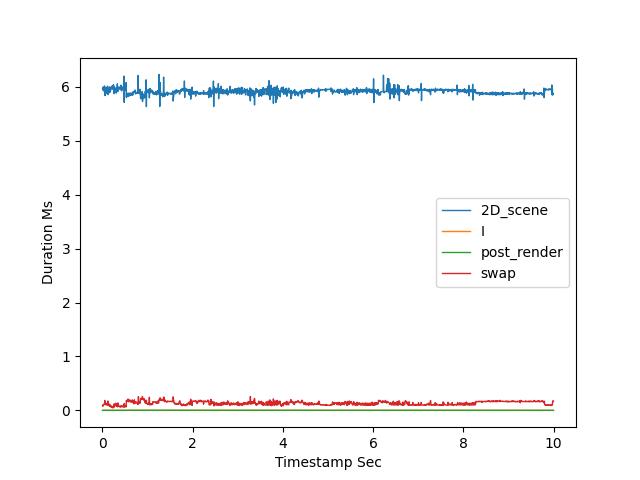 6
5
4
3
2
1
0
Duration Ms
2D_scene
I
post_render
swap
0 2 4 6 8 10
Timestamp Sec